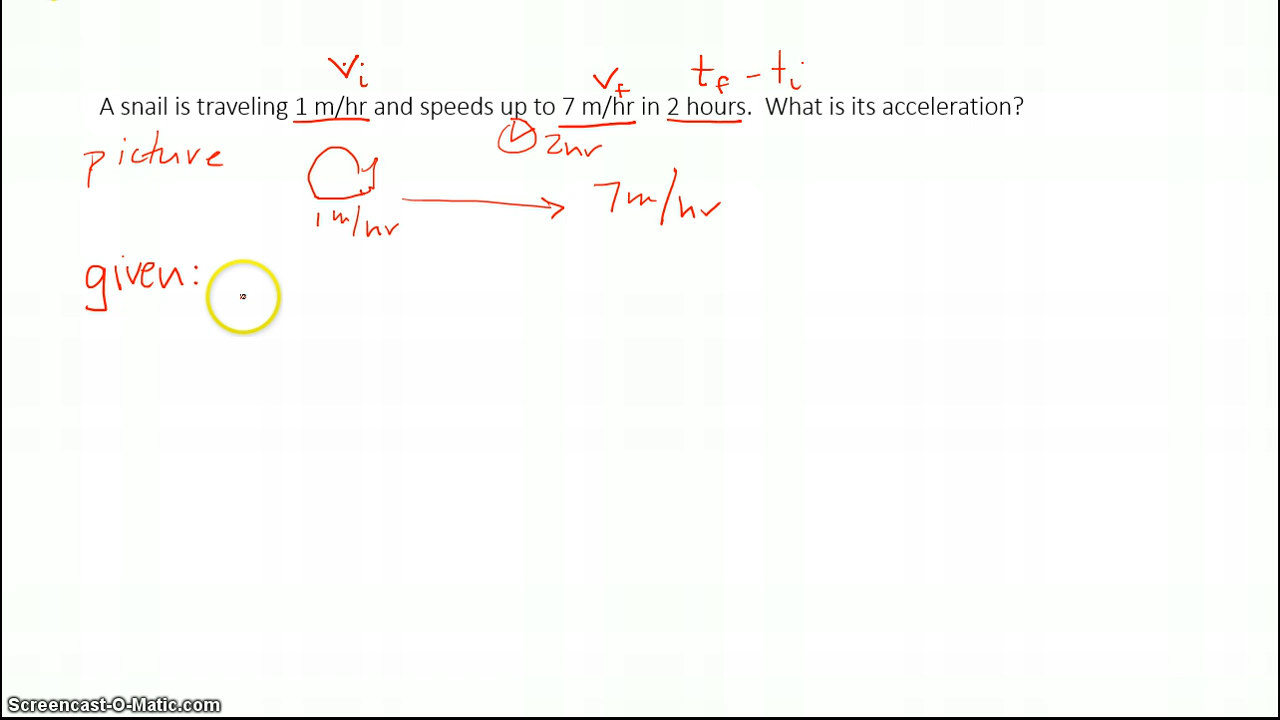 vi
vf
tf - ti
A snail is traveling 1 m/hr and speeds up to 7 m/hr in 2 hours. What is its acceleration?
picture
2hr
1 m/hr
7m/hr
given:
Screencast-O-Matic.com